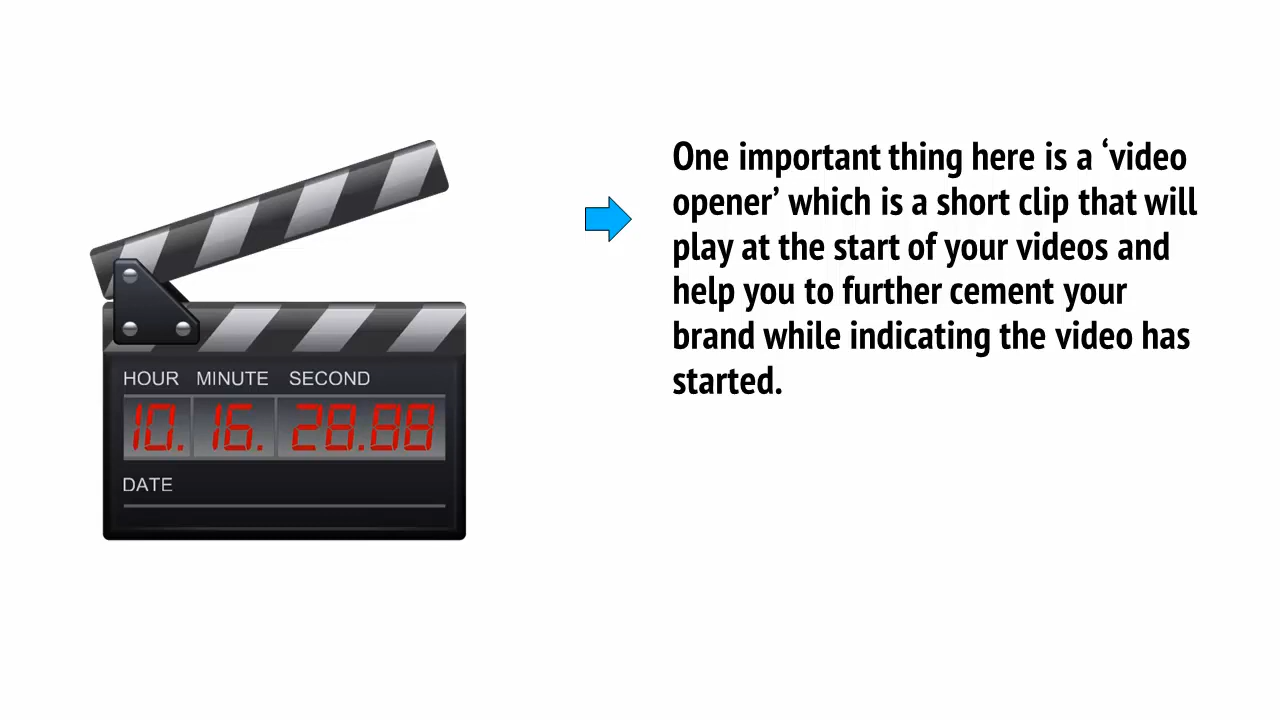 One important thing here is a ‘video
opener’ which is a short clip that will
play at the start of your videos and
help you to further cement your
brand while indicating the video has
started.
HOUR MINUTE SECOND
10. 16. 28.88
DATE